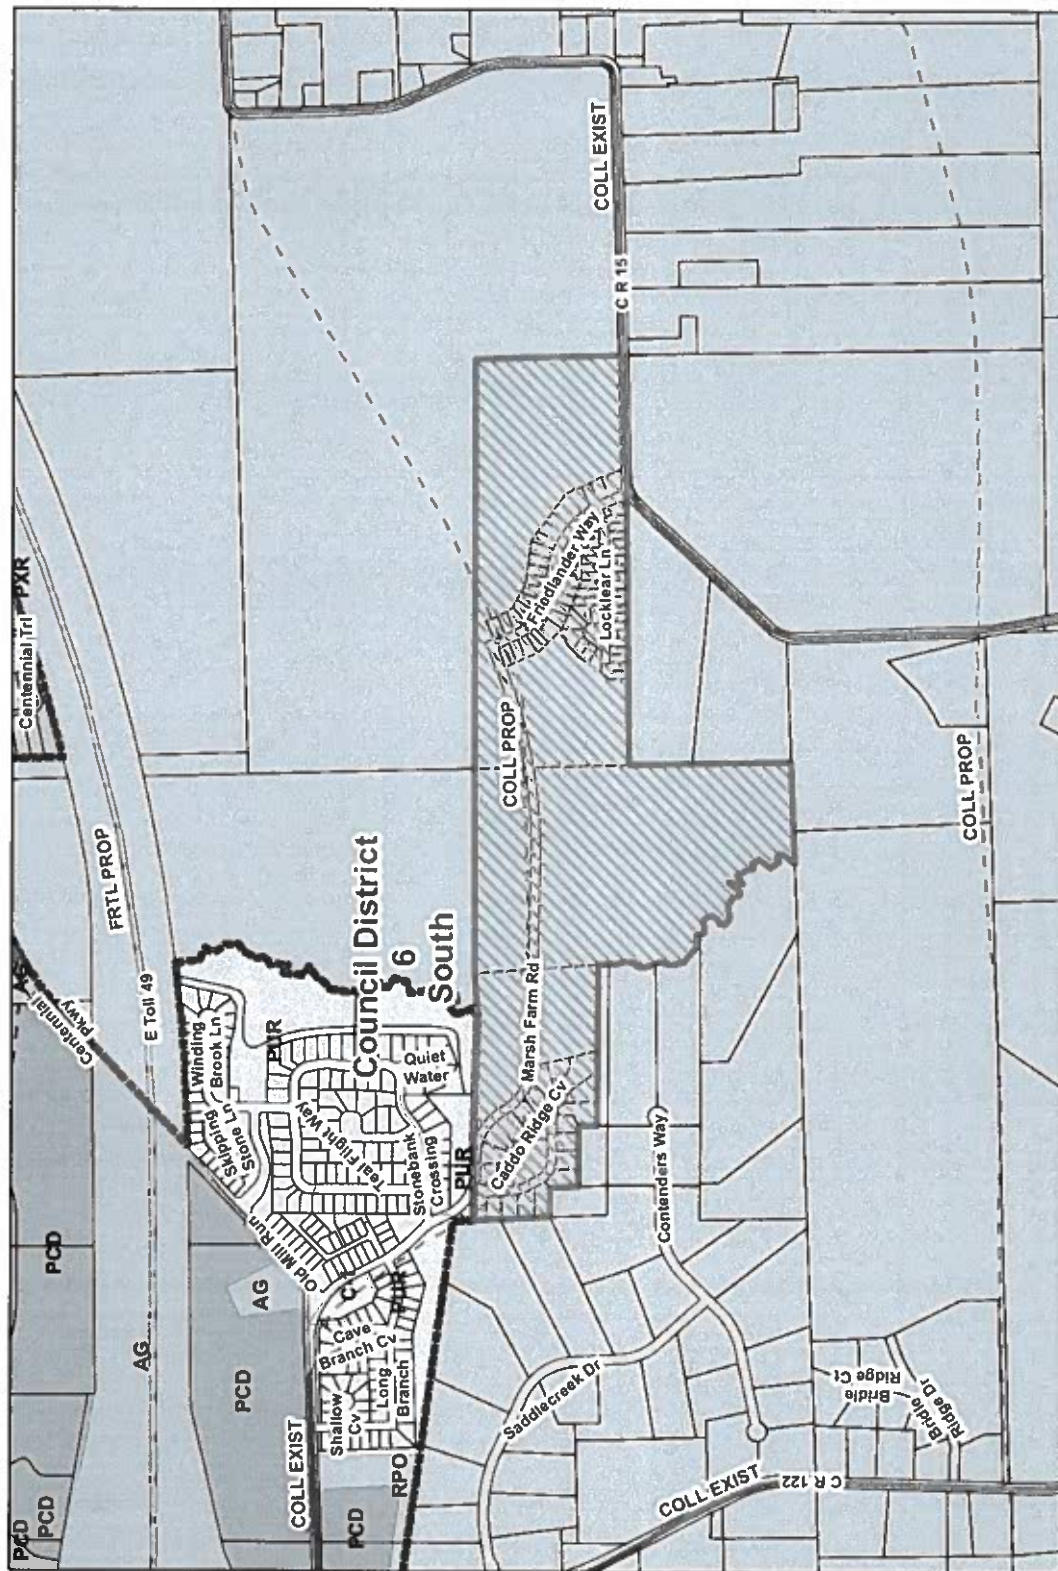 COLL EXIST
C R 15
Centennial Trl
PXR
FRTL PROP
E Toll 49
AG
Centennial
Pkwy
Council District
6
South
COLL PROP
Friedlander Way
Locklear Ln
Marsh Farm Rd
Caddo Ridge Cv
COLL PROP
Winding
Brook Ln
Skipping
Stone Ln
PUR
Quiet
Water
Teal Flight Way
Stonebank
Crossing
PUR
Old Mill Run
PCD
AG
AG
PCD
PUR
Cave
Branch Cv
Shallow
Cv
Long
Branch
RPO
COLL EXIST
PCD
PCD
PCD
Contenders Way
Saddlecreek Dr
Bridle
Ridge Ct
Bridle
Ridge Dr
COLL EXIST
C R 122